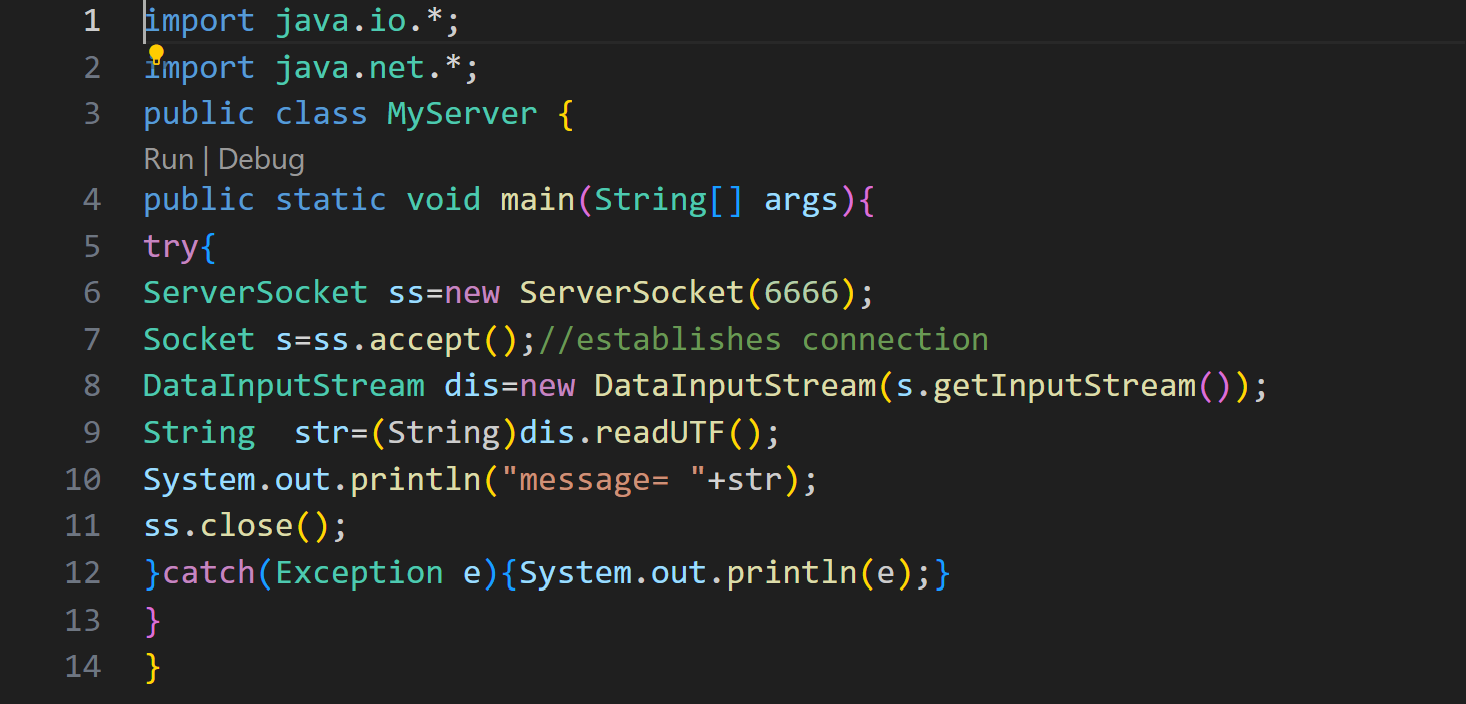 1 import java.io.*;
2 import java.net.*;
3 public class MyServer {
Run | Debug
4 public static void main(String[] args){
5 try{
6 ServerSocket ss=new ServerSocket(6666);
7 Socket s=ss.accept();//establishes connection
8 DataInputStream dis=new DataInputStream(s.getInputStream());
9 String  str=(String)dis.readUTF();
10 System.out.println("message= "+str);
11 ss.close();
12 }catch(Exception e){System.out.println(e);}
13 }
14 }